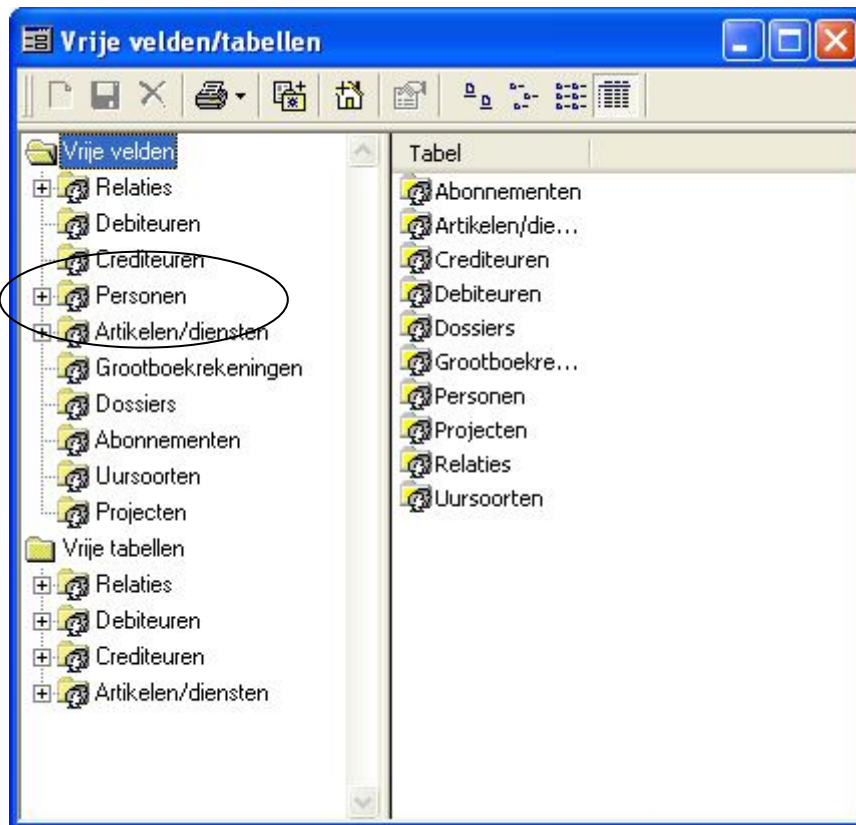 Vrije velden/tabellen
Vrije velden
Relaties
Debiteuren
Crediteuren
Personen
Artikelen/diensten
Grootboekrekeningen
Dossiers
Abonnementen
Uursoorten
Projecten
Vrije tabellen
Relaties
Debiteuren
Crediteuren
Artikelen/diensten
Tabel
Abonnementen
Artikelen/die...
Crediteuren
Debiteuren
Dossiers
Grootboekre...
Personen
Projecten
Relaties
Uursoorten